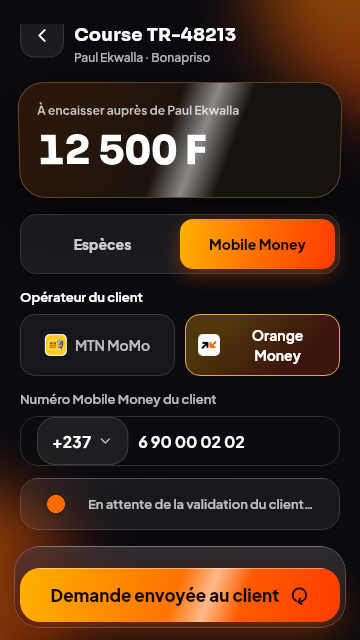 Course TR-48213
Paul Ekwalla · Bonapriso
À encaisser auprès de Paul Ekwalla
12 500 F
Espèces
Mobile Money
Opérateur du client
MTN MoMo
Orange
Money
Numéro Mobile Money du client
+237
6 90 00 02 02
En attente de la validation du client…
Demande envoyée au client